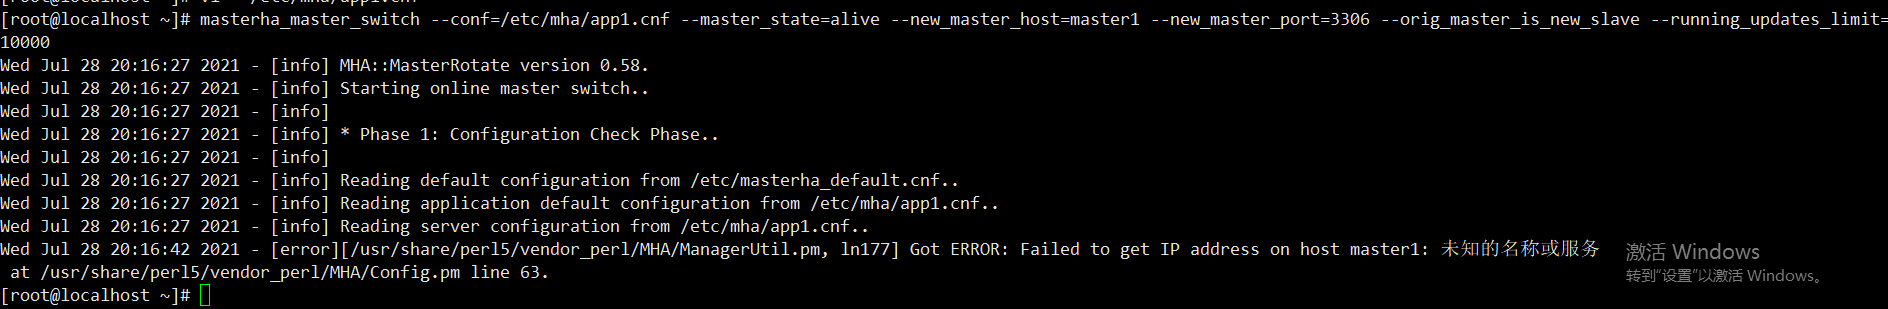 [root@localhost ~]# masterha_master_switch --conf=/etc/mha/app1.cnf --master_state=alive --new_master_host=master1 --new_master_port=3306 --orig_master_is_new_slave --running_updates_limit=
10000
Wed Jul 28 20:16:27 2021 - [info] MHA::MasterRotate version 0.58.
Wed Jul 28 20:16:27 2021 - [info] Starting online master switch..
Wed Jul 28 20:16:27 2021 - [info]
Wed Jul 28 20:16:27 2021 - [info] * Phase 1: Configuration Check Phase..
Wed Jul 28 20:16:27 2021 - [info]
Wed Jul 28 20:16:27 2021 - [info] Reading default configuration from /etc/masterha_default.cnf..
Wed Jul 28 20:16:27 2021 - [info] Reading application default configuration from /etc/mha/app1.cnf..
Wed Jul 28 20:16:27 2021 - [info] Reading server configuration from /etc/mha/app1.cnf..
Wed Jul 28 20:16:42 2021 - [error][/usr/share/perl5/vendor_perl/MHA/ManagerUtil.pm, ln177] Got ERROR: Failed to get IP address on host master1: 未知的名称或服务
 at /usr/share/perl5/vendor_perl/MHA/Config.pm line 63.
[root@localhost ~]#
激活 Windows
转到"设置"以激活 Windows。